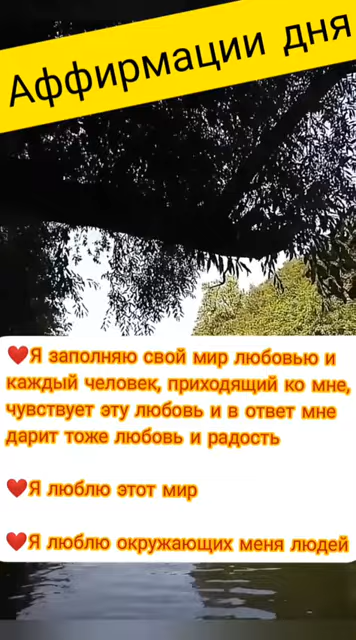 Аффирмации дня
❤️Я заполняю свой мир любовью и
каждый человек, приходящий ко мне,
чувствует эту любовь и в ответ мне
дарит тоже любовь и радость
❤️Я люблю этот мир
❤️Я люблю окружающих меня людей